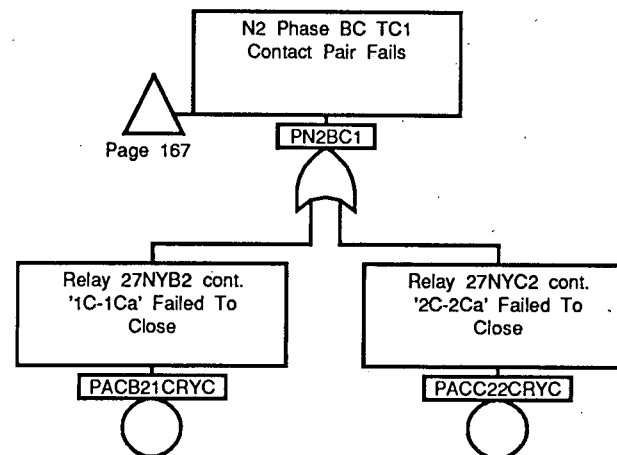 N2 Phase BC TC1
Contact Pair Fails
Page 167
PN2BC1
Relay 27NYB2 cont.
'1C-1Ca' Failed To
Close
Relay 27NYC2 cont.
'2C-2Ca' Failed To
Close
PACB21CRYC
PACC22CRYC